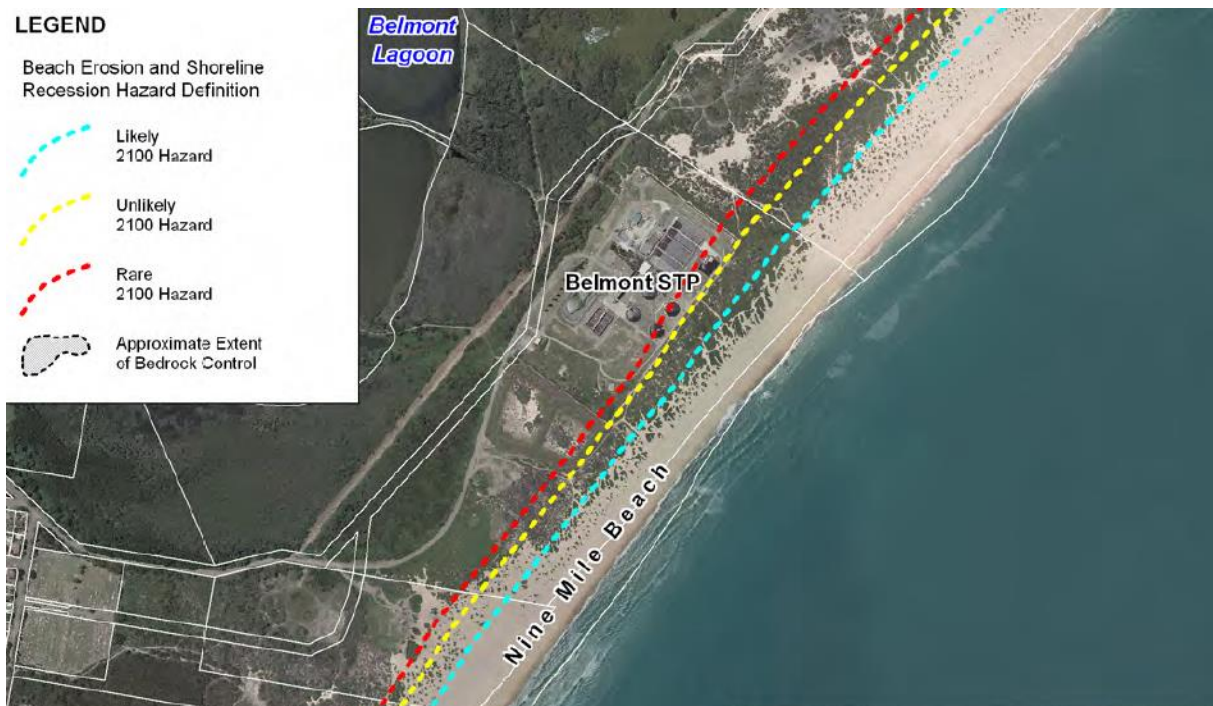 LEGEND
Beach Erosion and Shoreline
Recession Hazard Definition
Likely
2100 Hazard
Unlikely
2100 Hazard
Rare
2100 Hazard
Approximate Extent
of Bedrock Control
Belmont
Lagoon
Belmont STP
Nine Mile Beach